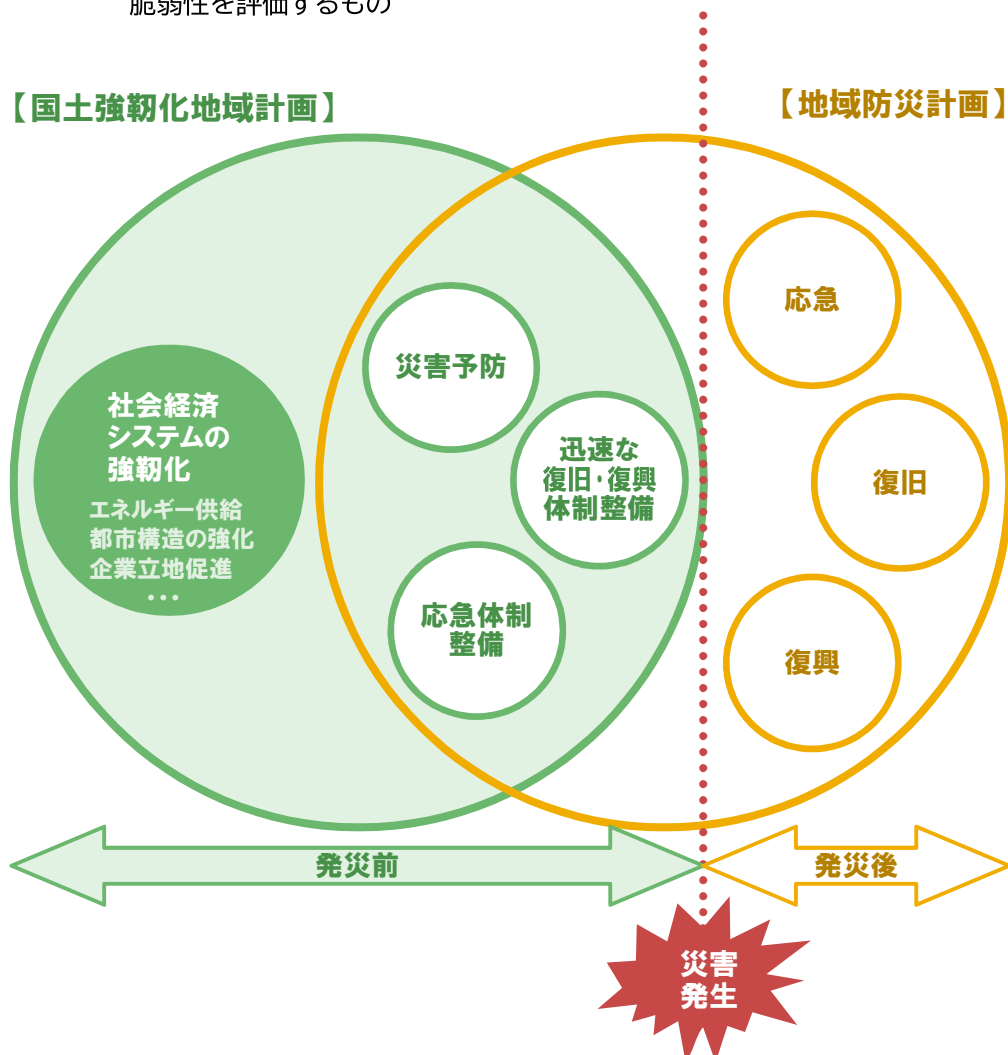 脆弱性を評価するもの
【国土強靭化地域計画】
【地域防災計画】
災害予防
応急
社会経済
システムの
強靭化
エネルギー供給
都市構造の強化
企業立地促進
・・・
迅速な
復旧・復興
体制整備
復旧
応急体制
整備
復興
発災前
発災後
災害
発生